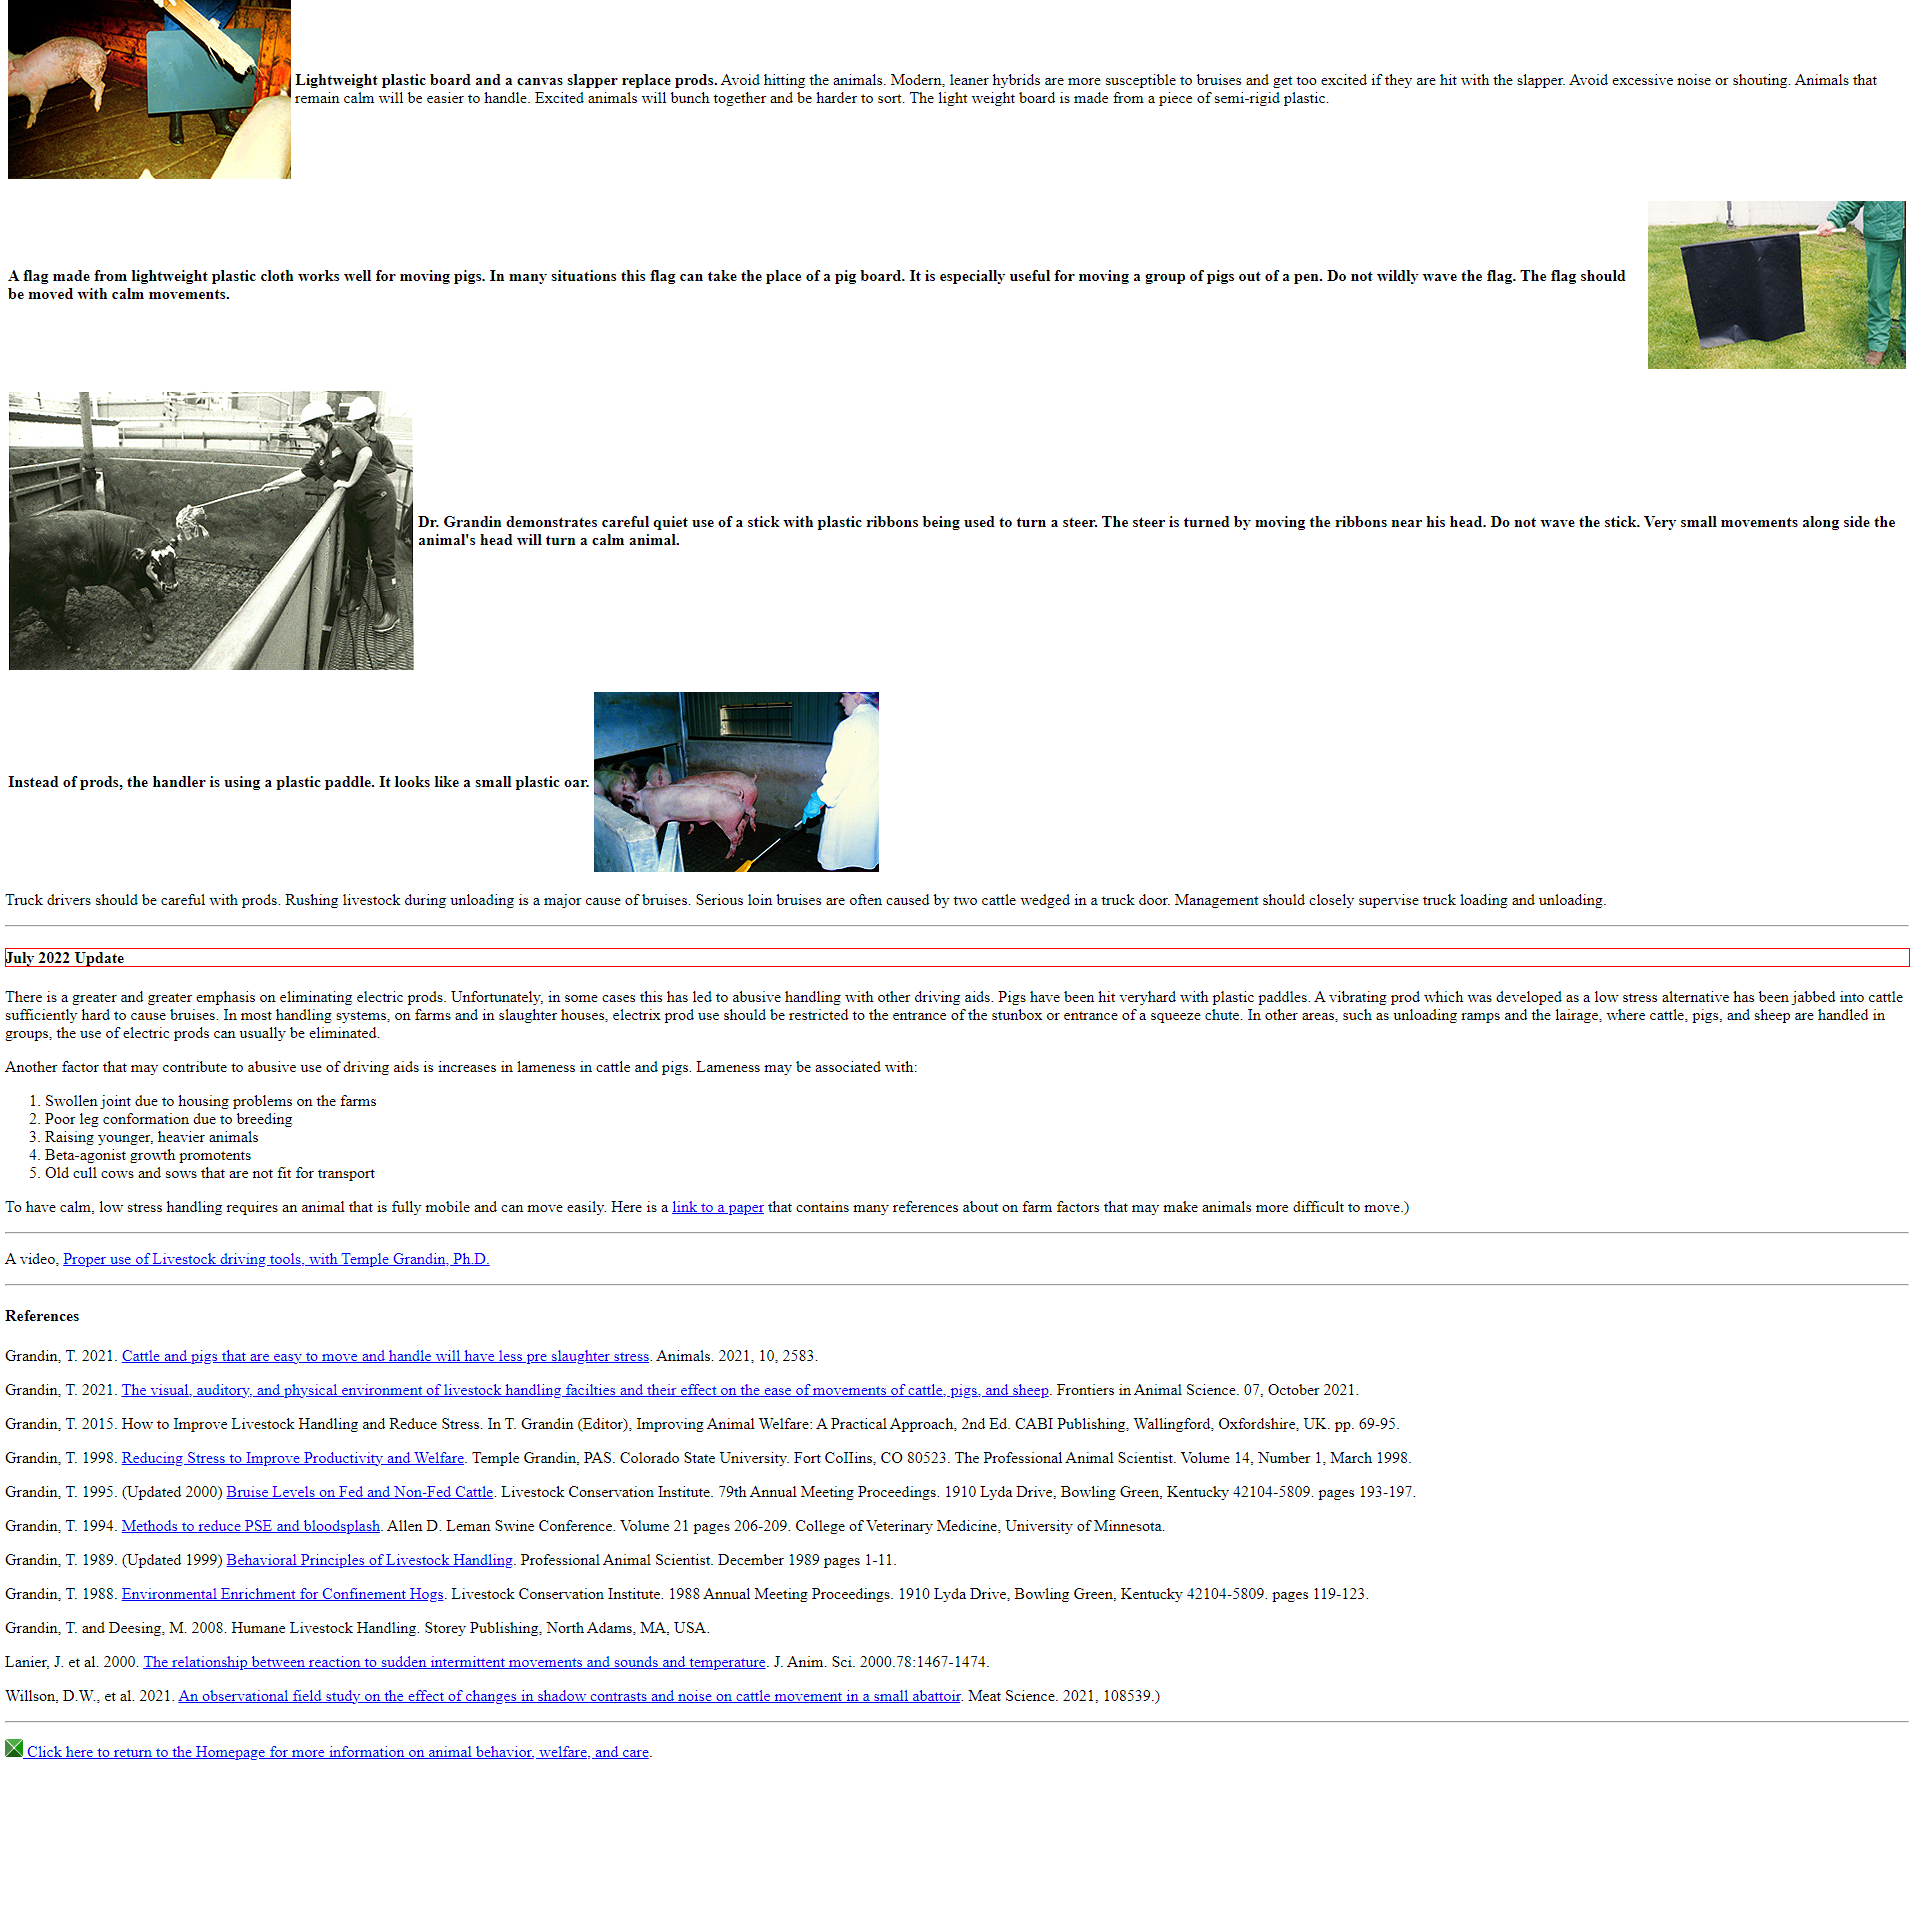 Lightweight plastic board and a canvas slapper replace prods. Avoid hitting the animals. Modern, leaner hybrids are more susceptible to bruises and get too excited if they are hit with the slapper. Avoid excessive noise or shouting. Animals that
remain calm will be easier to handle. Excited animals will bunch together and be harder to sort. The light weight board is made from a piece of semi-rigid plastic.
A flag made from lightweight plastic cloth works well for moving pigs. In many situations this flag can take the place of a pig board. It is especially useful for moving a group of pigs out of a pen. Do not wildly wave the flag. The flag should
be moved with calm movements.
Dr. Grandin demonstrates careful quiet use of a stick with plastic ribbons being used to turn a steer. The steer is turned by moving the ribbons near his head. Do not wave the stick. Very small movements along side the
animal's head will turn a calm animal.
Instead of prods, the handler is using a plastic paddle. It looks like a small plastic oar.
Truck drivers should be careful with prods. Rushing livestock during unloading is a major cause of bruises. Serious loin bruises are often caused by two cattle wedged in a truck door. Management should closely supervise truck loading and unloading.
July 2022 Update
There is a greater and greater emphasis on eliminating electric prods. Unfortunately, in some cases this has led to abusive handling with other driving aids. Pigs have been hit veryhard with plastic paddles. A vibrating prod which was developed as a low stress alternative has been jabbed into cattle
sufficiently hard to cause bruises. In most handling systems, on farms and in slaughter houses, electrix prod use should be restricted to the entrance of the stunbox or entrance of a squeeze chute. In other areas, such as unloading ramps and the lairage, where cattle, pigs, and sheep are handled in
groups, the use of electric prods can usually be eliminated.
Another factor that may contribute to abusive use of driving aids is increases in lameness in cattle and pigs. Lameness may be associated with:
1. Swollen joint due to housing problems on the farms
2. Poor leg conformation due to breeding
3. Raising younger, heavier animals
4. Beta-agonist growth promotents
5. Old cull cows and sows that are not fit for transport
To have calm, low stress handling requires an animal that is fully mobile and can move easily. Here is a link to a paper that contains many references about on farm factors that may make animals more difficult to move.)
A video, Proper use of Livestock driving tools, with Temple Grandin, Ph.D.
References
Grandin, T. 2021. Cattle and pigs that are easy to move and handle will have less pre slaughter stress. Animals. 2021, 10, 2583.
Grandin, T. 2021. The visual, auditory, and physical environment of livestock handling facilties and their effect on the ease of movements of cattle, pigs, and sheep. Frontiers in Animal Science. 07, October 2021.
Grandin, T. 2015. How to Improve Livestock Handling and Reduce Stress. In T. Grandin (Editor), Improving Animal Welfare: A Practical Approach, 2nd Ed. CABI Publishing, Wallingford, Oxfordshire, UK. pp. 69-95.
Grandin, T. 1998. Reducing Stress to Improve Productivity and Welfare. Temple Grandin, PAS. Colorado State University. Fort CoIIins, CO 80523. The Professional Animal Scientist. Volume 14, Number 1, March 1998.
Grandin, T. 1995. (Updated 2000) Bruise Levels on Fed and Non-Fed Cattle. Livestock Conservation Institute. 79th Annual Meeting Proceedings. 1910 Lyda Drive, Bowling Green, Kentucky 42104-5809. pages 193-197.
Grandin, T. 1994. Methods to reduce PSE and bloodsplash. Allen D. Leman Swine Conference. Volume 21 pages 206-209. College of Veterinary Medicine, University of Minnesota.
Grandin, T. 1989. (Updated 1999) Behavioral Principles of Livestock Handling. Professional Animal Scientist. December 1989 pages 1-11.
Grandin, T. 1988. Environmental Enrichment for Confinement Hogs. Livestock Conservation Institute. 1988 Annual Meeting Proceedings. 1910 Lyda Drive, Bowling Green, Kentucky 42104-5809. pages 119-123.
Grandin, T. and Deesing, M. 2008. Humane Livestock Handling. Storey Publishing, North Adams, MA, USA.
Lanier, J. et al. 2000. The relationship between reaction to sudden intermittent movements and sounds and temperature. J. Anim. Sci. 2000.78:1467-1474.
Willson, D.W., et al. 2021. An observational field study on the effect of changes in shadow contrasts and noise on cattle movement in a small abattoir. Meat Science. 2021, 108539.)
Click here to return to the Homepage for more information on animal behavior, welfare, and care.